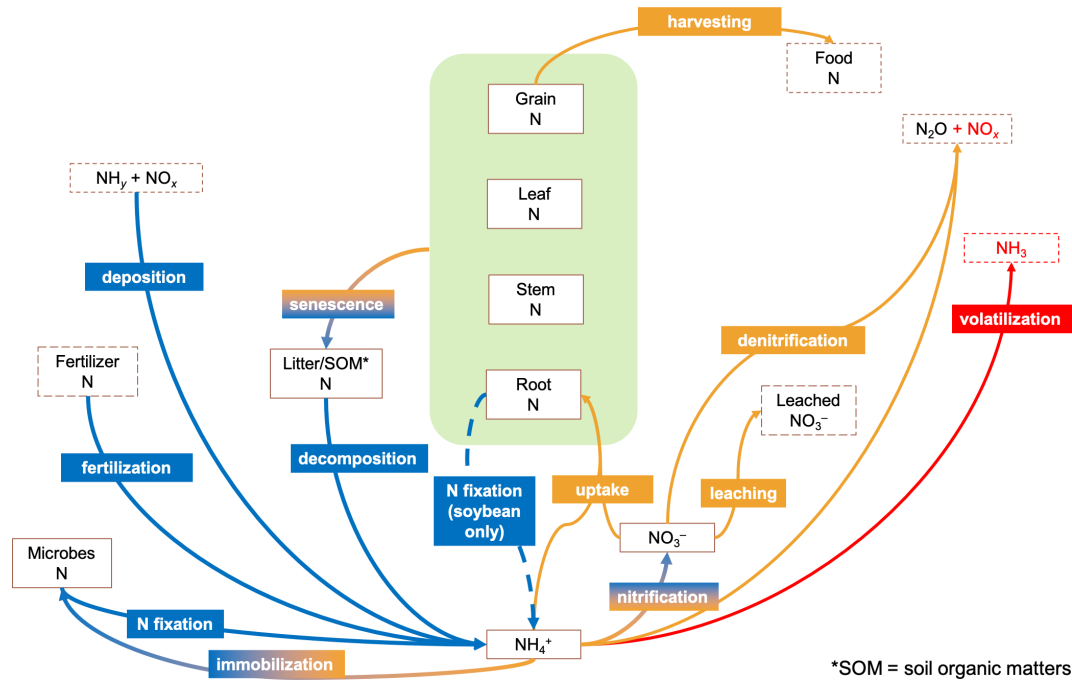 harvesting
Food
N
Grain
N
N₂O + NOₓ
NHᵧ + NOₓ
Leaf
N
NH₃
deposition
senescence
Stem
N
volatilization
denitrification
Fertilizer
N
Litter/SOM*
N
Root
N
Leached
NO₃⁻
fertilization
decomposition
N fixation
(soybean
only)
uptake
leaching
NO₃⁻
Microbes
N
nitrification
N fixation
NH₄⁺
immobilization
*SOM = soil organic matters